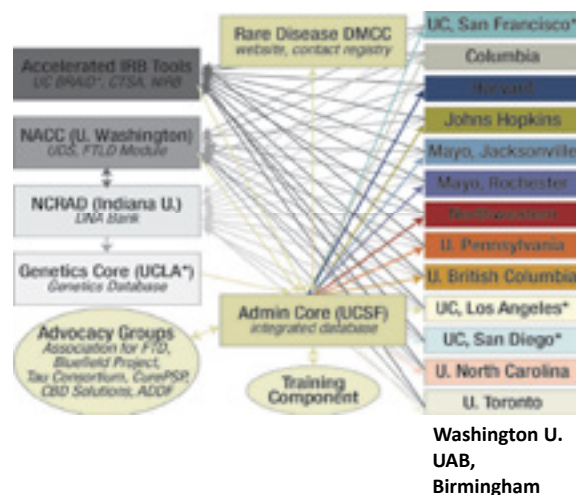 Rare Disease DMCC
website, contact registry
Accelerated IRB Tools
UC BRAID*, CTSA, NIRB
NACC (U. Washington)
UDS, FTLD Module
NCRAD (Indiana U.)
DNA Bank
Genetics Core (UCLA*)
Genetics Database
Advocacy Groups
Association for FTD,
Bluefield Project,
Tau Consortium, CurePSP,
CBD Solutions, ADDF
Admin Core (UCSF)
integrated database
Training
Component
UC, San Francisco*
Columbia
Harvard
Johns Hopkins
Mayo, Jacksonville
Mayo, Rochester
Northwestern
U. Pennsylvania
U. British Columbia
UC, Los Angeles*
UC, San Diego*
U. North Carolina
U. Toronto
Washington U.
UAB,
Birmingham